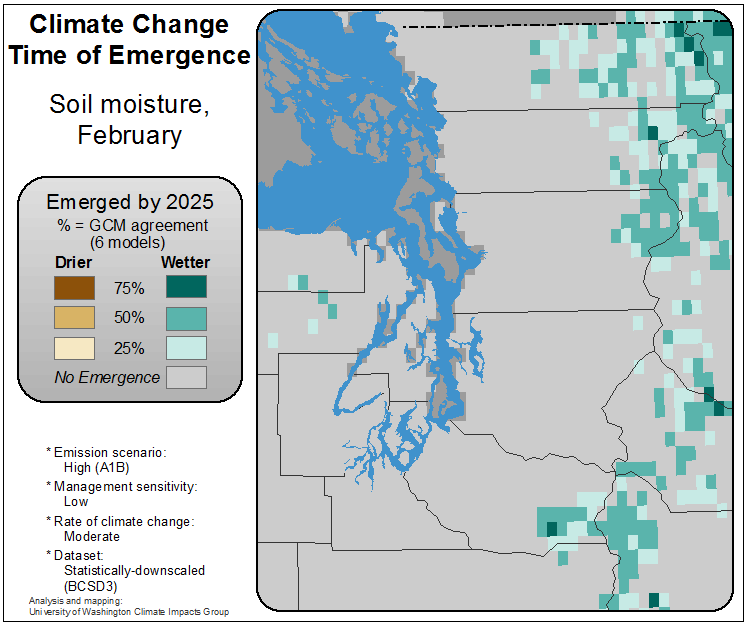 Climate Change
Time of Emergence
Soil moisture,
February
Emerged by 2025
% = GCM agreement
(6 models)
Drier Wetter
75%
50%
25%
No Emergence
* Emission scenario:
High (A1B)
* Management sensitivity:
Low
* Rate of climate change:
Moderate
* Dataset:
Statistically-downscaled
(BCSD3)
Analysis and mapping:
University of Washington Climate Impacts Group